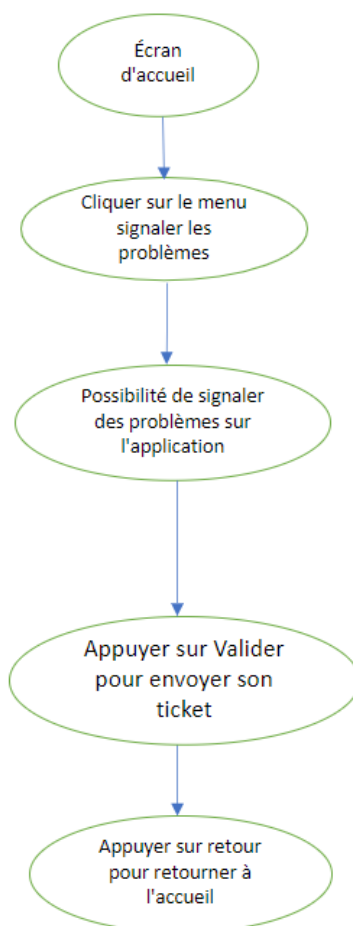 Écran
d'accueil
Cliquer sur le menu
signaler les
problèmes
Possibilité de signaler
des problèmes sur
l'application
Appuyer sur Valider
pour envoyer son
ticket
Appuyer sur retour
pour retourner à
l'accueil